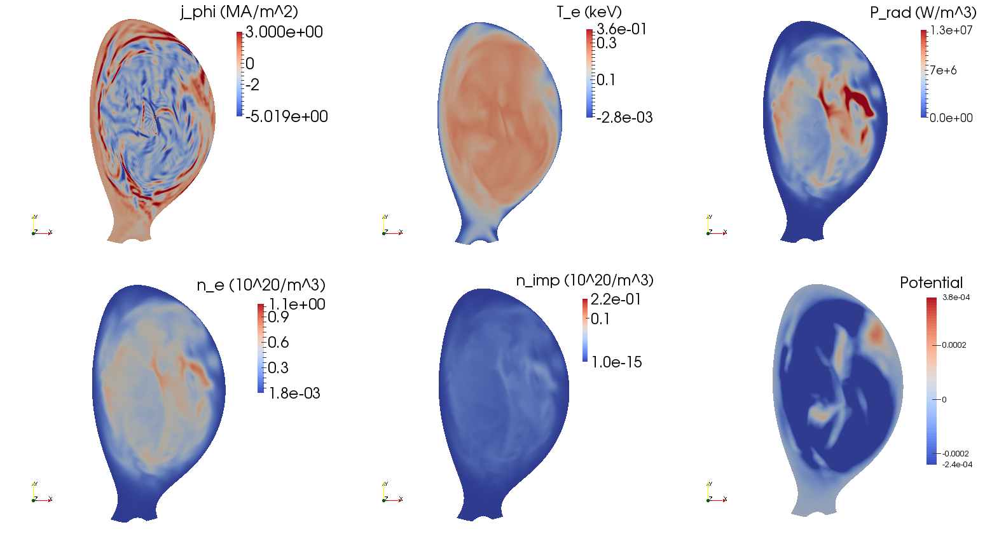 j_phi (MA/m^2)
3.000e+00
0
-2
-5.019e+00
Y
Z
X
T_e (keV)
3.6e-01
0.3
0.1
-2.8e-03
Y
Z
X
P_rad (W/m^3)
1.3e+07
7e+6
0.0e+00
Y
Z
X
n_e (10^20/m^3)
1.1e+00
0.9
0.6
0.3
1.8e-03
Y
Z
X
n_imp (10^20/m^3)
2.2e-01
0.1
1.0e-15
Y
Z
X
Potential
3.8e-04
0.0002
0
-0.0002
-2.4e-04
Y
Z
X